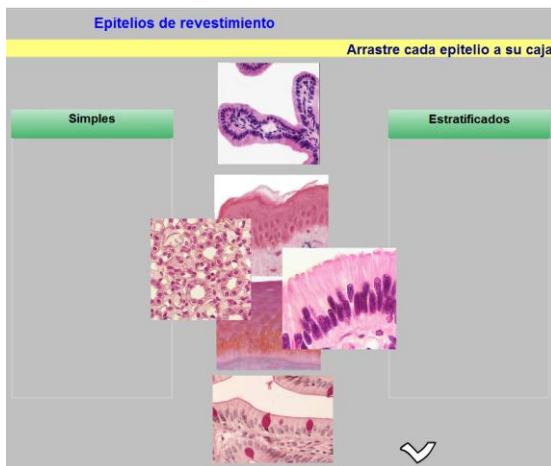 Epitelios de revestimiento
Arrastre cada epitelio a su caja
Simples
Estratificados